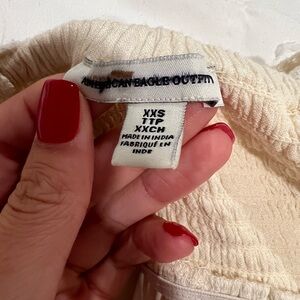 AMERICAN EAGLE OUTFITTERS
XXS
TTP
XXCH
MADE IN INDIA
FABRIQUÉ EN
INDE